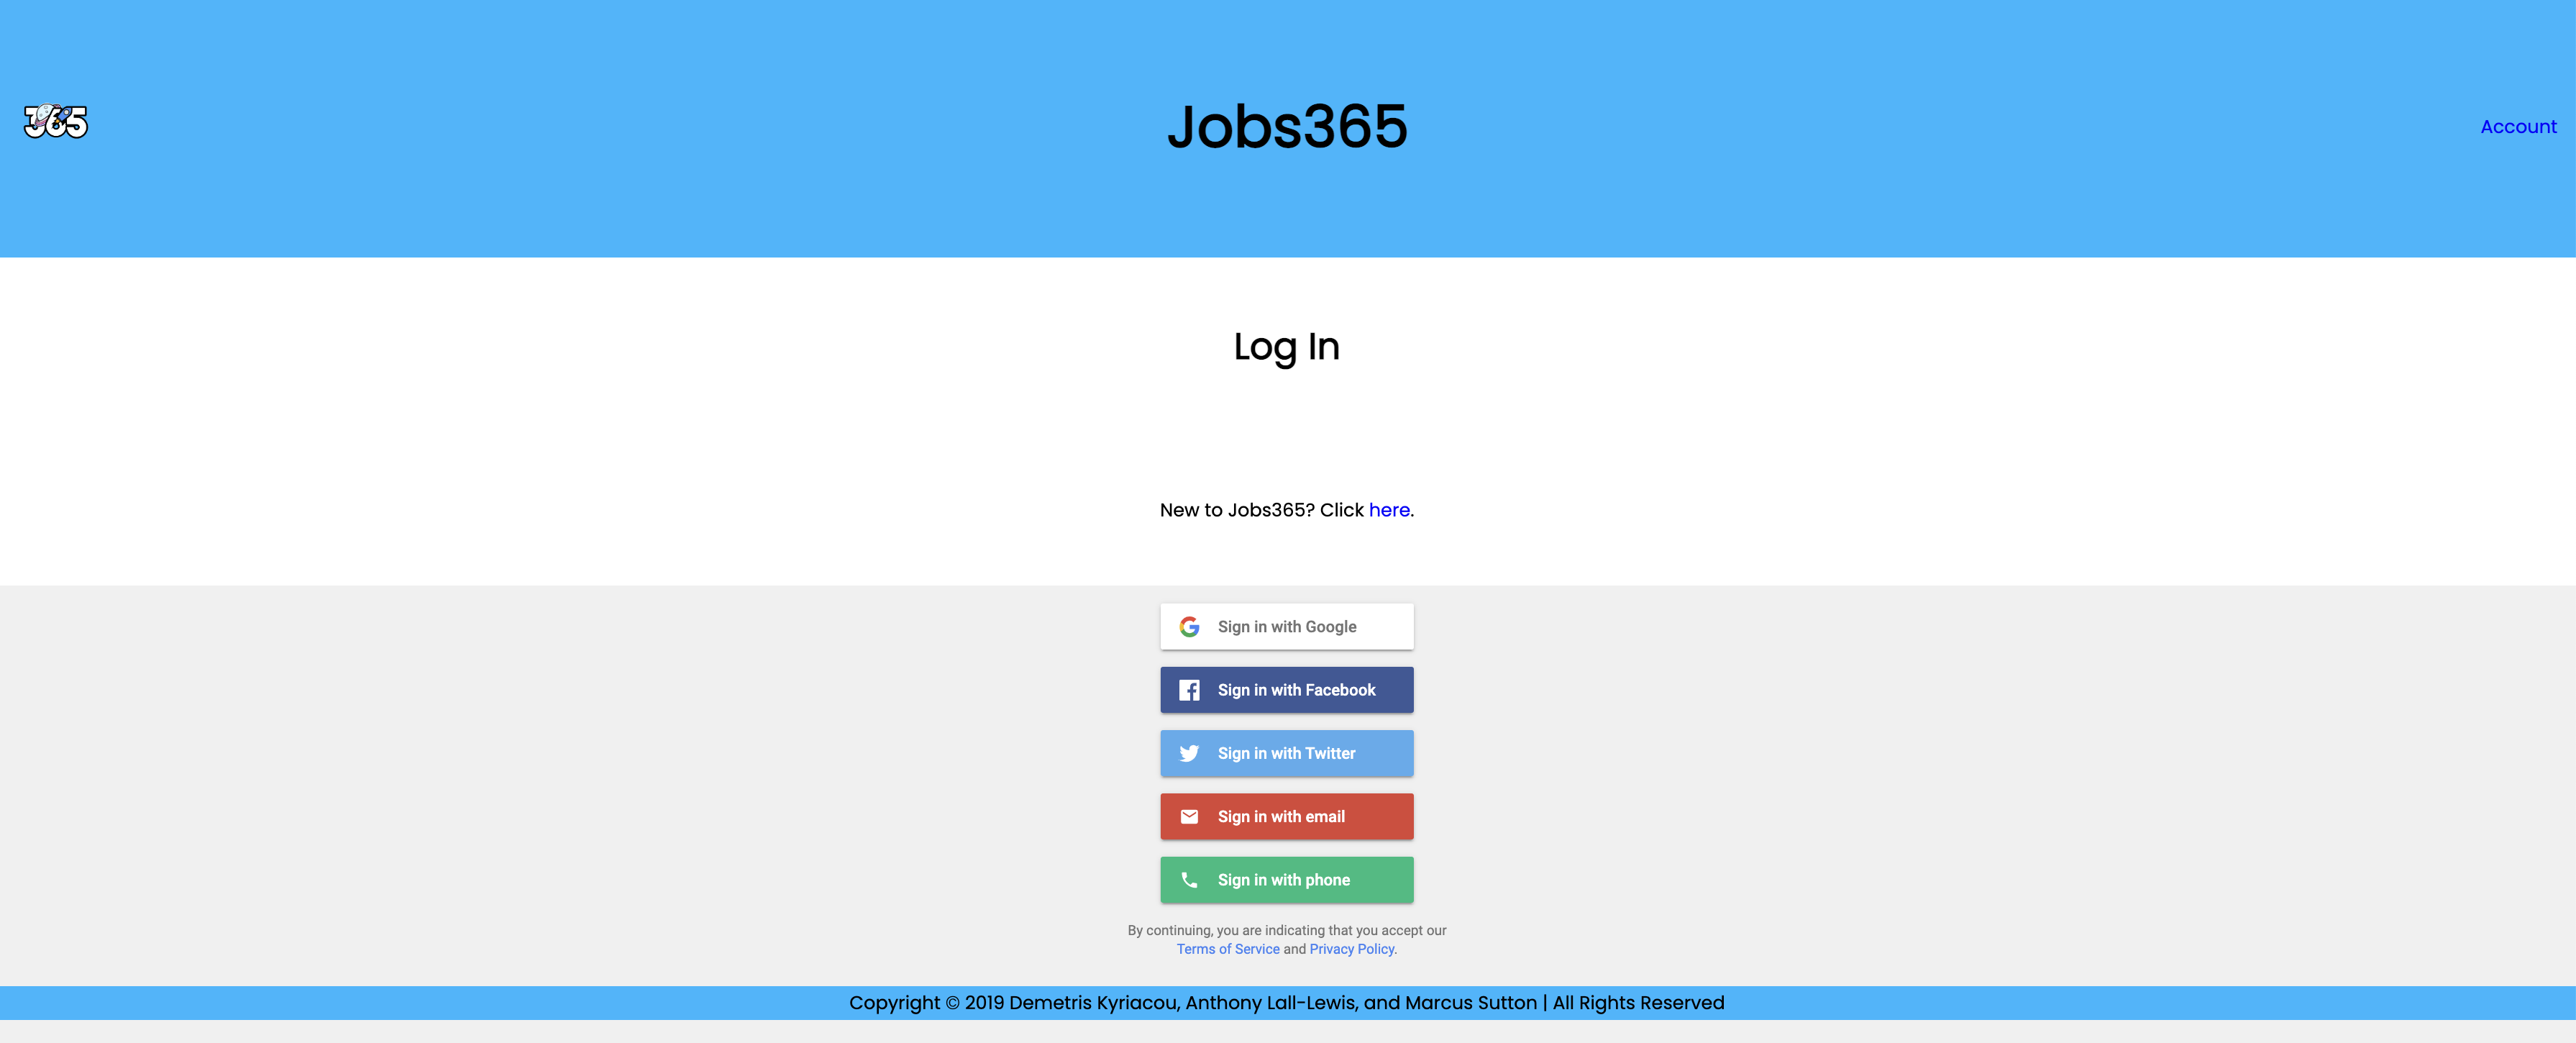 J365
Jobs365
Account
Log In
New to Jobs365? Click here.
Sign in with Google
Sign in with Facebook
Sign in with Twitter
Sign in with email
Sign in with phone
By continuing, you are indicating that you accept our
Terms of Service and Privacy Policy.
Copyright © 2019 Demetris Kyriacou, Anthony Lall-Lewis, and Marcus Sutton | All Rights Reserved